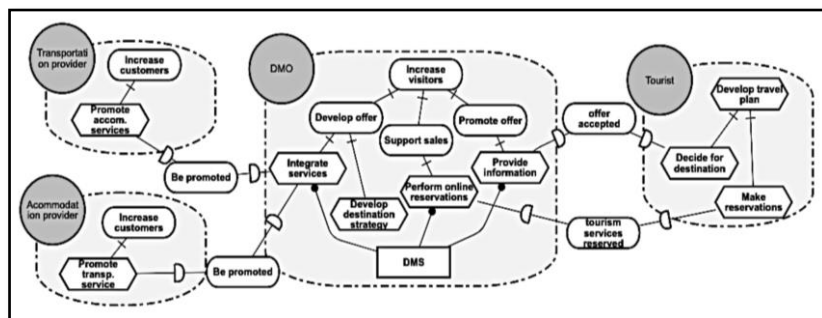 Transportati
on provider
Increase
customers
Promote
accom.
services
Be promoted
Acommodat
ion provider
Increase
customers
Promote
transp.
service
Be promoted
DMO
Increase
visitors
Develop offer
Promote offer
Support sales
Integrate
services
Provide
information
Perform online
reservations
Develop
destination
strategy
DMS
offer
accepted
tourism
services
reserved
Tourist
Develop travel
plan
Decide for
destination
Make
reservations